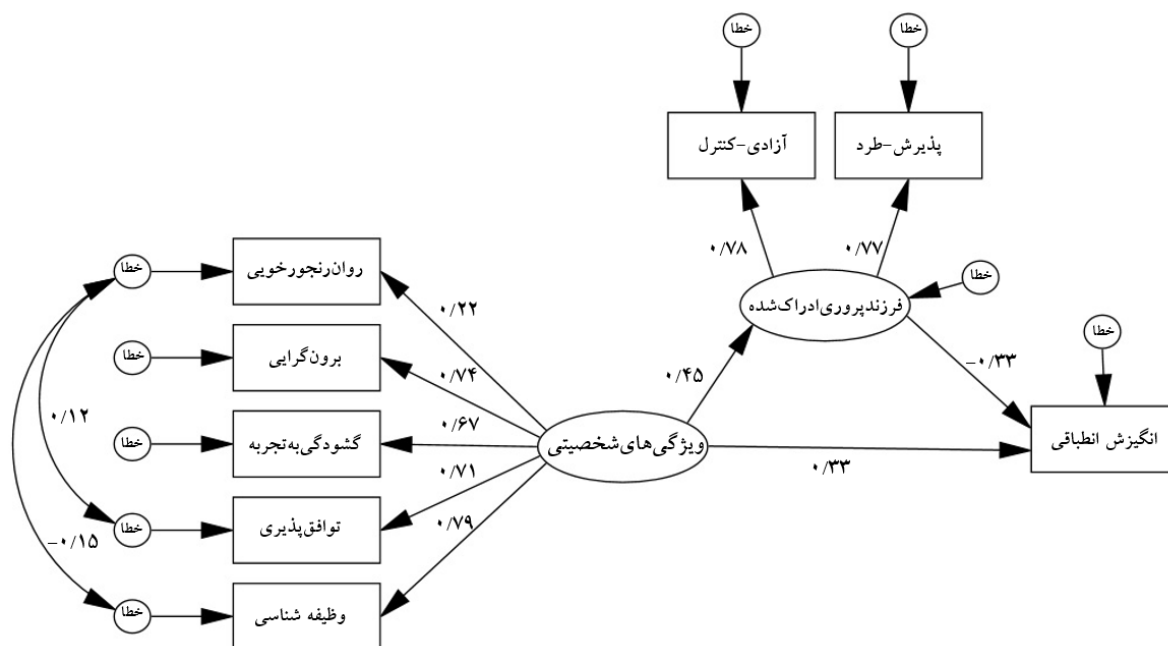 خطا
خطا
آزادی-کنترل
پذیرش-طرد
۰/۷۸
۰/۷۷
خطا
روان‌رنجورخویی
خطا
فرزندپروری ادراک‌شده
۰/۲۲
خطا
خطا
برون‌گرایی
۰/۷۴
۰/۴۵
-۰/۳۳
۰/۱۲
خطا
گشودگی به تجربه
۰/۶۷
ویژگی‌های شخصیتی
انگیزش انطباقی
۰/۳۳
۰/۷۱
خطا
توافق‌پذیری
۰/۷۹
-۰/۱۵
خطا
وظیفه شناسی